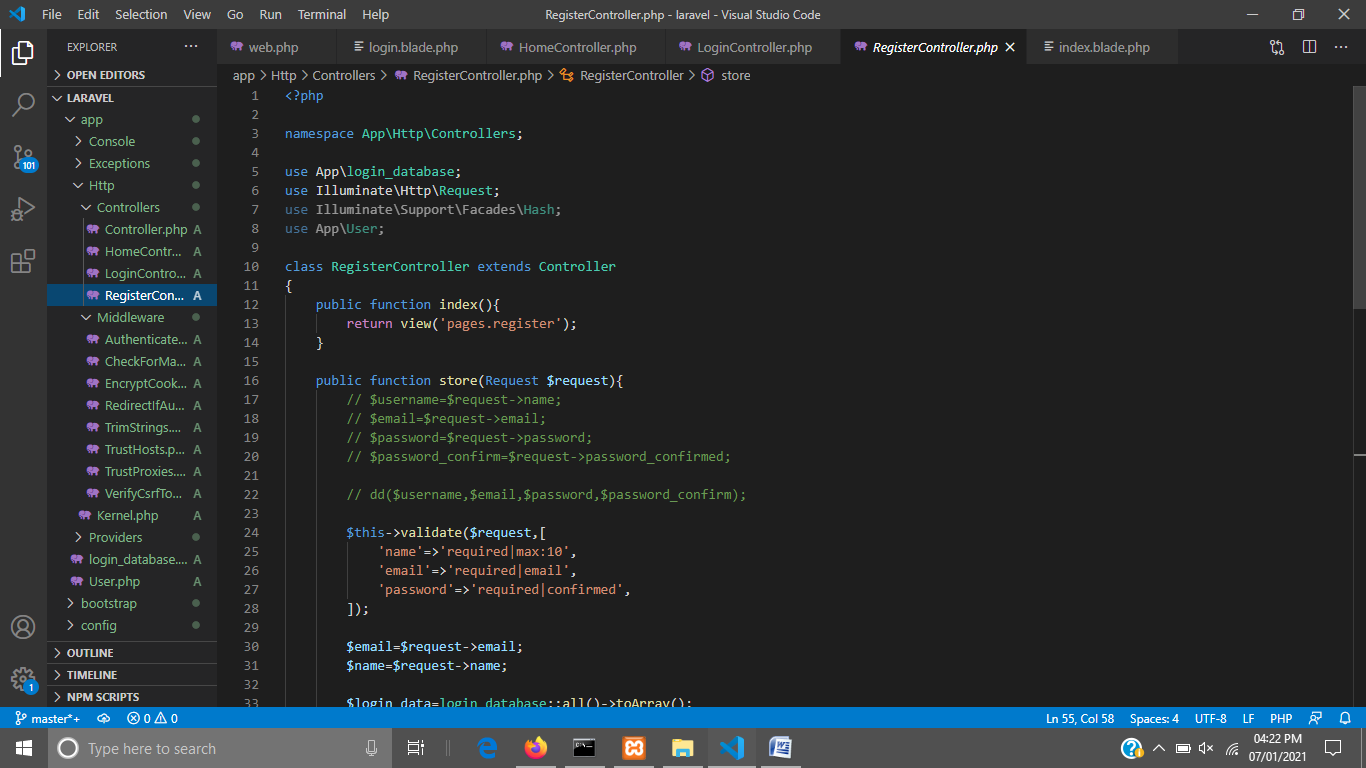 File Edit Selection View Go Run Terminal Help
RegisterController.php - laravel - Visual Studio Code
EXPLORER
web.php
login.blade.php
HomeController.php
LoginController.php
RegisterController.php
index.blade.php
app > Http > Controllers > RegisterController.php > RegisterController > store
OPEN EDITORS
LARAVEL
app
Console
Exceptions
Http
Controllers
Controller.php A
HomeContr... A
LoginContro... A
RegisterCon... A
Middleware
Authenticate... A
CheckForMa... A
EncryptCook... A
RedirectIfAu... A
TrimStrings.... A
TrustHosts.p... A
TrustProxies.... A
VerifyCsrfTo... A
Kernel.php A
Providers
login_database.... A
User.php A
bootstrap
config
OUTLINE
TIMELINE
NPM SCRIPTS
101
1
1 <?php
2
3 namespace App\Http\Controllers;
4
5 use App\login_database;
6 use Illuminate\Http\Request;
7 use Illuminate\Support\Facades\Hash;
8 use App\User;
9
10 class RegisterController extends Controller
11 {
12 public function index(){
13 return view('pages.register');
14 }
15
16 public function store(Request $request){
17 // $username=$request->name;
18 // $email=$request->email;
19 // $password=$request->password;
20 // $password_confirm=$request->password_confirmed;
21
22 // dd($username,$email,$password,$password_confirm);
23
24 $this->validate($request,[
25 'name'=>'required|max:10',
26 'email'=>'required|email',
27 'password'=>'required|confirmed',
28 ]);
29
30 $email=$request->email;
31 $name=$request->name;
32
33 $login_data=login_database::all()->toArray();
master*+ 0 0
Ln 55, Col 58 Spaces: 4 UTF-8 LF PHP
Type here to search
04:22 PM
07/01/2021